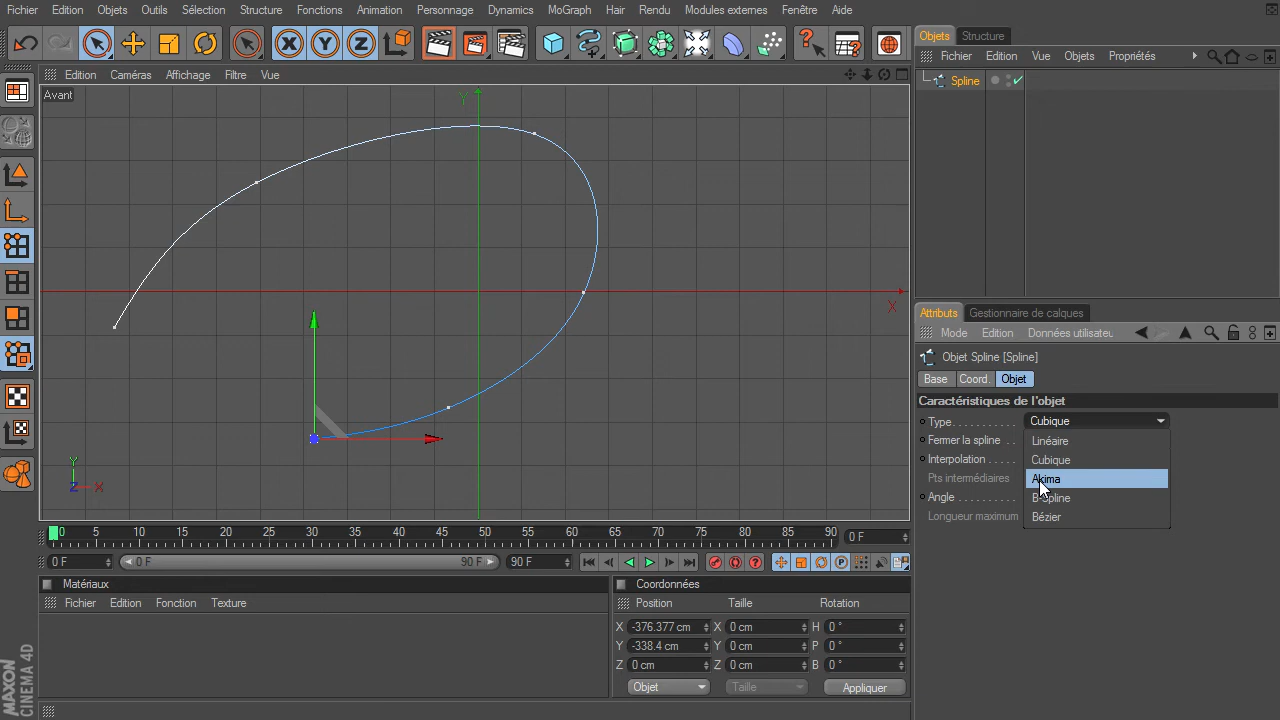 Fichier Edition Objets Outils Sélection Structure Fonctions Animation Personnage Dynamics MoGraph Hair Rendu Modules externes Fenêtre Aide
Objets Structure
Fichier Edition Vue Objets Propriétés
Edition Caméras Affichage Filtre Vue
Spline
Avant
Y
X
Y
Z X
Attributs Gestionnaire de calques
Mode Edition Données utilisateu
Objet Spline [Spline]
Base Coord. Objet
Caractéristiques de l'objet
Type Cubique
Fermer la spline
Interpolation
Pts intermédiaires
Angle
Longueur maximum
Linéaire
Cubique
Akima
B-Spline
Bézier
0 5 10 15 20 25 30 35 40 45 50 55 60 65 70 75 80 85 90 0 F
0 F 0 F 90 F 90 F
Matériaux
Fichier Edition Fonction Texture
Coordonnées
Position Taille Rotation
X -376.377 cm X 0 cm H 0 °
Y -338.4 cm Y 0 cm P 0 °
Z 0 cm Z 0 cm B 0 °
Objet Taille Appliquer
MAXON
CINEMA 4D